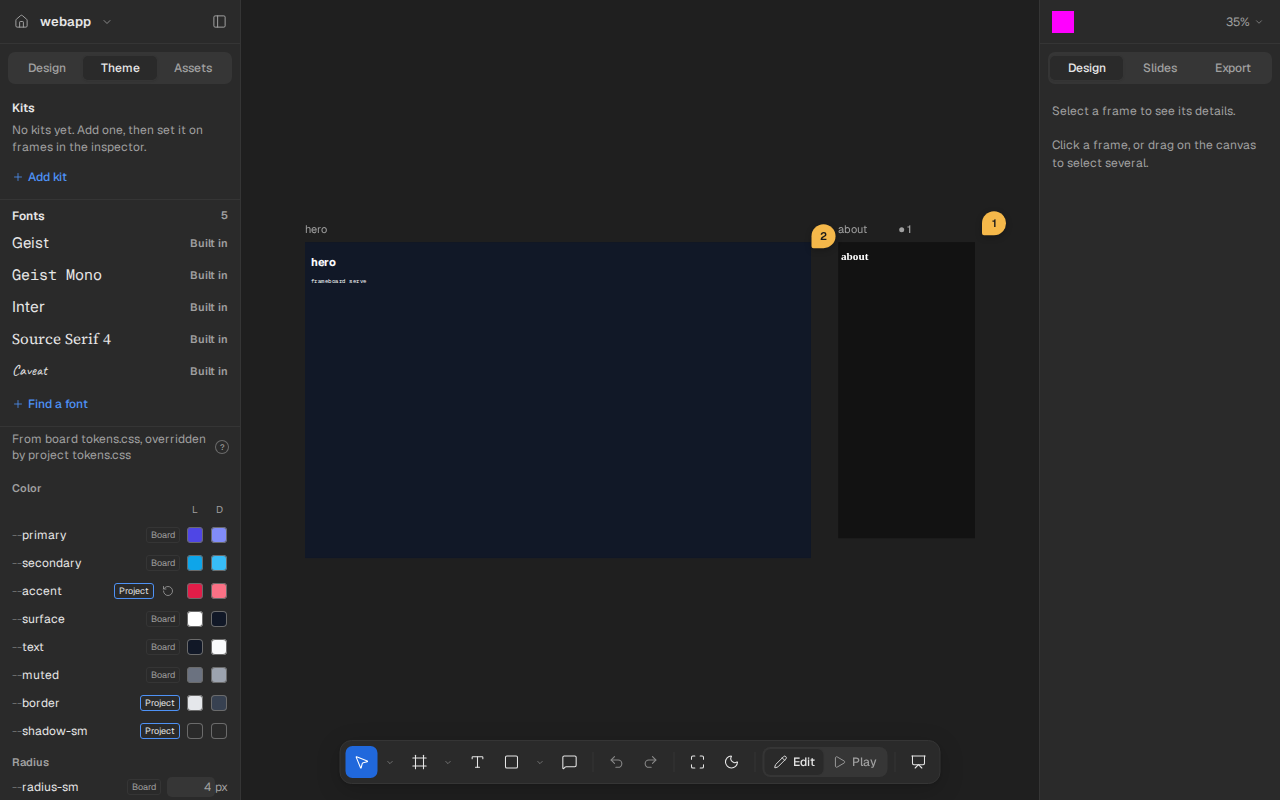 webapp
Design
Theme
Assets
Kits
No kits yet. Add one, then set it on
frames in the inspector.
+ Add kit
Fonts 5
Geist Built in
Geist Mono Built in
Inter Built in
Source Serif 4 Built in
Caveat Built in
+ Find a font
From board tokens.css, overridden
by project tokens.css
?
Color
L D
--primary Board
--secondary Board
--accent Project
--surface Board
--text Board
--muted Board
--border Project
--shadow-sm Project
Radius
--radius-sm Board 4 px
hero
2
about
1
1
hero
frameboard serve
about
Edit
Play
35%
Design
Slides
Export
Select a frame to see its details.
Click a frame, or drag on the canvas
to select several.